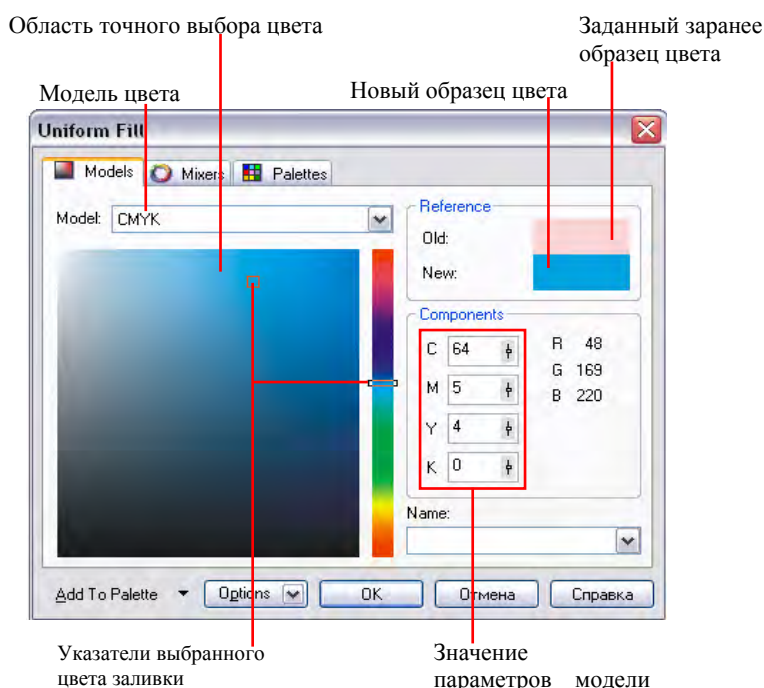 Область точного выбора цвета
Заданный заранее
образец цвета
Модель цвета
Новый образец цвета
Uniform Fill
Models
Mixers
Palettes
Model: CMYK
Reference
Old:
New:
Components
C 64
R 48
M 5
G 169
B 220
Y 4
K 0
Name:
Add To Palette
Options
OK
Отмена
Справка
Указатели выбранного
цвета заливки
Значение
параметров модели